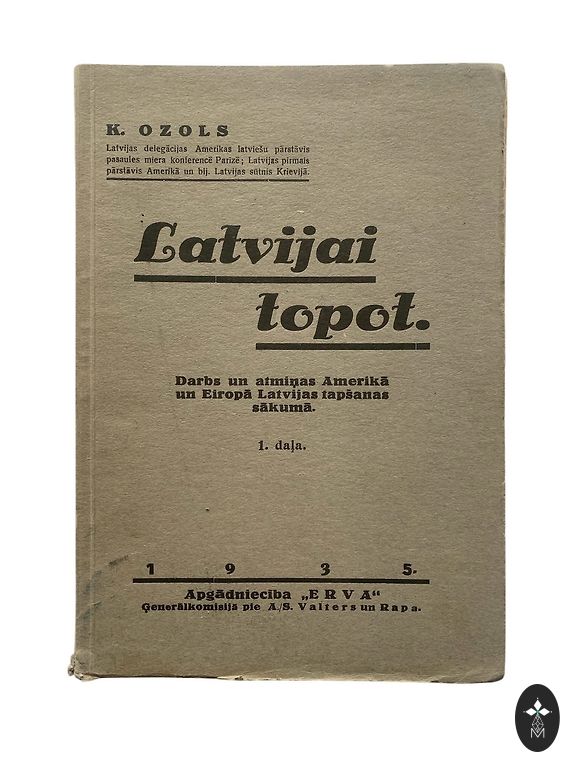 K. OZOLS
Latvijas delegācijas Amerikas latviešu pārstāvis
pasaules miera konferencē Parizē; Latvijas pirmais
pārstāvis Amerikā un bij. Latvijas sūtnis Krievijā.
Latvijai
topot.
Darbs un atmiņas Amerikā
un Eiropā Latvijas tapšanas
sākumā.
1. daļa.
1 9 3 5.
Apgādniecība „ERVA“
Ģenerālkomisijā pie A./S. Valters un Rapa.
M